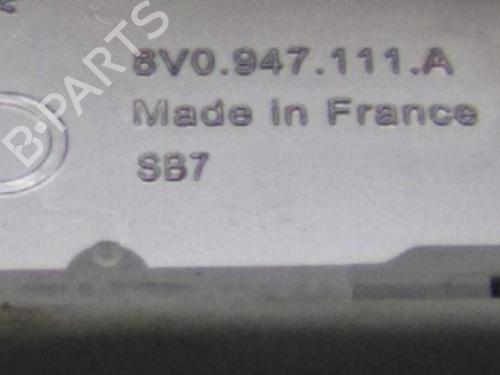 8V0.947.111.A
Made in France
SB7
B-PARTS